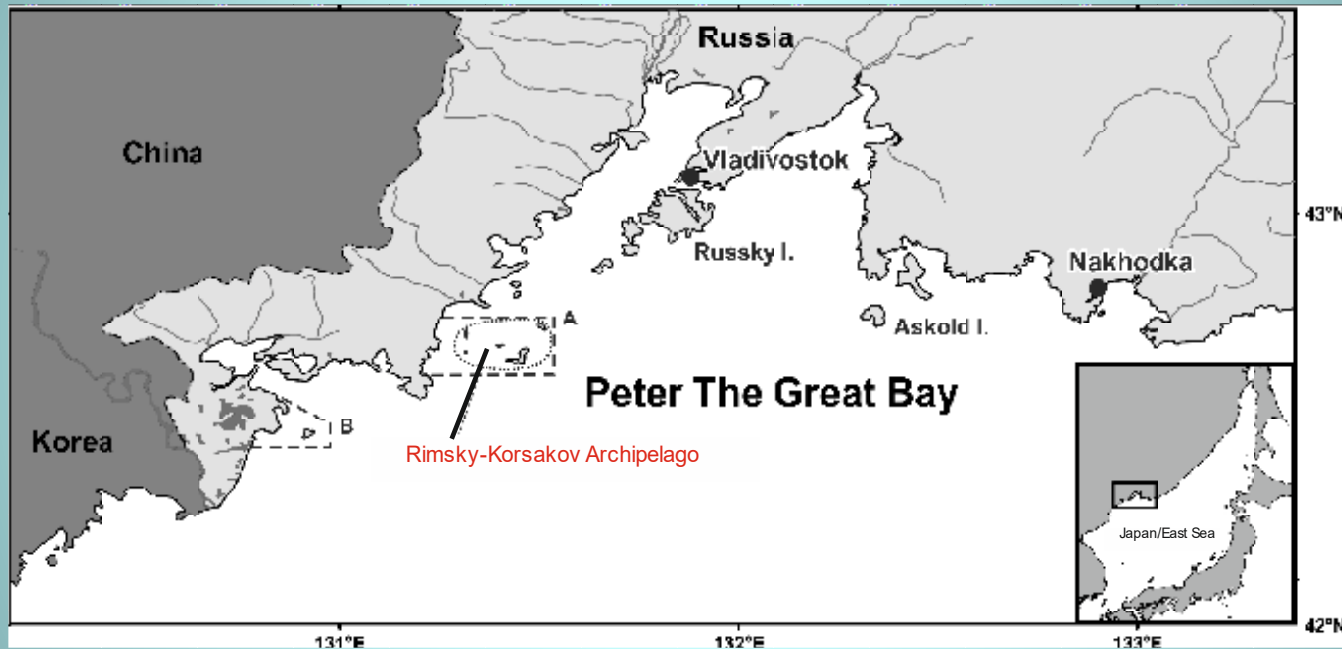 Russia
China
Vladivostok
43°N
Russky I.
Nakhodka
A
Askold I.
Peter The Great Bay
B
Korea
Rimsky-Korsakov Archipelago
Japan/East Sea
42°N
131°E
132°E
133°E